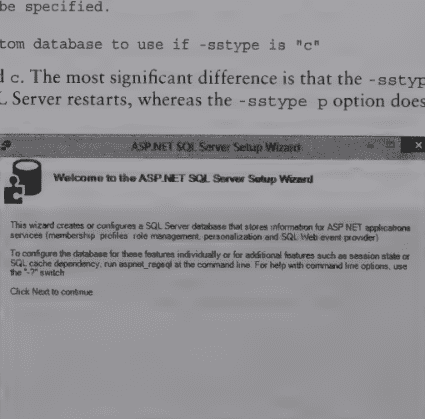 be specified.
tom database to use if -sstype is "c"
d c. The most significant difference is that the -sstyp
L Server restarts, whereas the -sstype p option does
ASP.NET SQL Server Setup Wizard
Welcome to the ASP.NET SQL Server Setup Wizard
This wizard creates or configures a SQL Server database that stores information for ASP.NET applications
services (membership, profiles, role management, personalization and SQL Web event provider)
To configure the database for these features individually or for additional features such as session state or
SQL cache dependency, run aspnet_regsql at the command line. For help with command line options, use
the "-?" switch
Click Next to continue